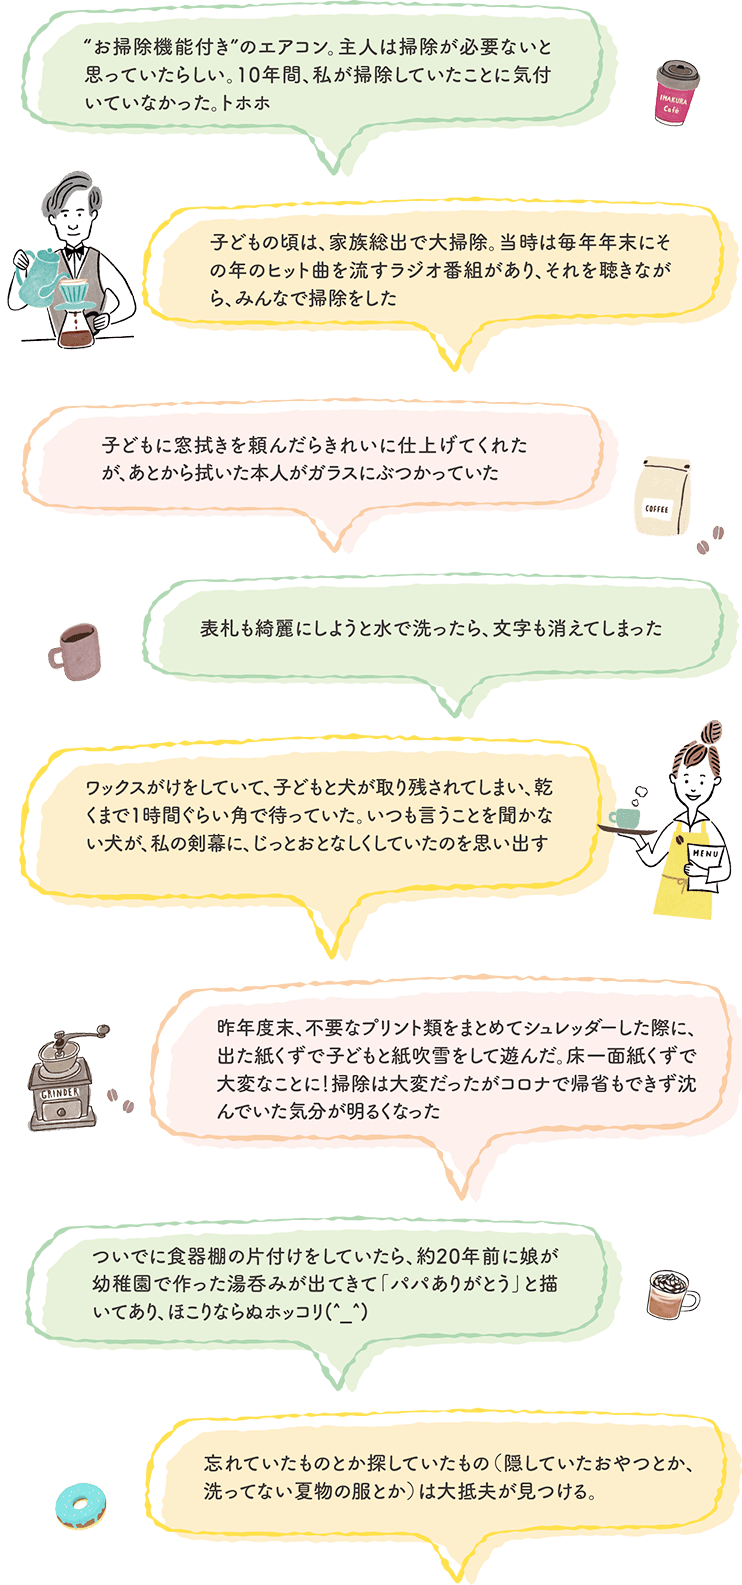 “お掃除機能付き”のエアコン。主人は掃除が必要ないと
思っていたらしい。10年間、私が掃除していたことに気付
いていなかった。トホホ
IMAKURA
Café
子どもの頃は、家族総出で大掃除。当時は毎年年末にそ
の年のヒット曲を流すラジオ番組があり、それを聴きなが
ら、みんなで掃除をした
子どもに窓拭きを頼んだらきれいに仕上げてくれた
が、あとから拭いた本人がガラスにぶつかっていた
COFFEE
表札も綺麗にしようと水で洗ったら、文字も消えてしまった
ワックスがけをしていて、子どもと犬が取り残されてしまい、乾
くまで1時間ぐらい角で待っていた。いつも言うことを聞かな
い犬が、私の剣幕に、じっとおとなしくしていたのを思い出す
MENU
昨年度末、不要なプリント類をまとめてシュレッダーした際に、
出た紙くずで子どもと紙吹雪をして遊んだ。床一面紙くずで
大変なことに！掃除は大変だったがコロナで帰省もできず沈
んでいた気分が明るくなった
GRINDER
ついでに食器棚の片付けをしていたら、約20年前に娘が
幼稚園で作った湯呑みが出てきて「パパありがとう」と描
いてあり、ほこりならぬホッコリ(^_^)
忘れていたものとか探していたもの（隠していたおやつとか、
洗ってない夏物の服とか）は大抵夫が見つける。